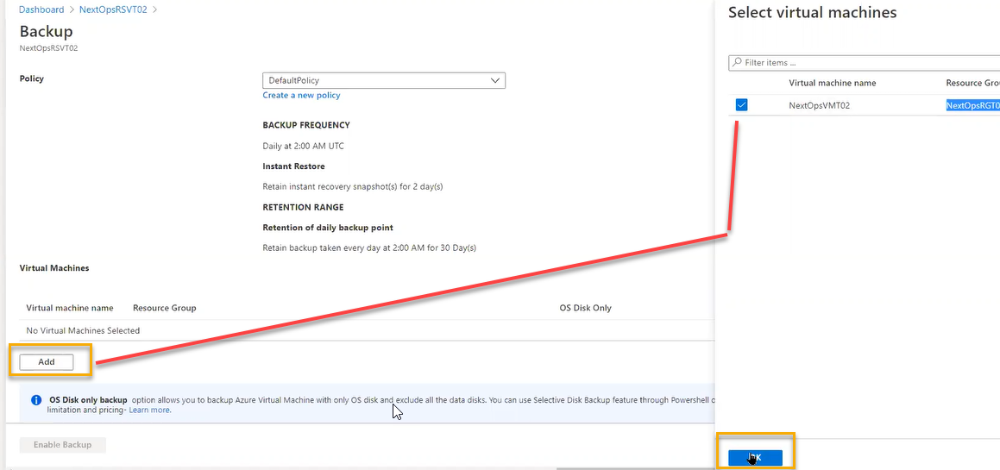 Dashboard > NextOpsRSVT02 >
Backup
NextOpsRSVT02
Policy
DefaultPolicy
Create a new policy
BACKUP FREQUENCY
Daily at 2:00 AM UTC
Instant Restore
Retain instant recovery snapshot(s) for 2 day(s)
RETENTION RANGE
Retention of daily backup point
Retain backup taken every day at 2:00 AM for 30 Day(s)
Virtual Machines
Virtual machine name Resource Group OS Disk Only
No Virtual Machines Selected
Add
OS Disk only backup option allows you to backup Azure Virtual Machine with only OS disk and exclude all the data disks. You can use Selective Disk Backup feature through Powershell o
limitation and pricing- Learn more.
Enable Backup
Select virtual machines
Filter items ...
Virtual machine name Resource Gro
NextOpsVMT02 NextOpsRGT0
OK